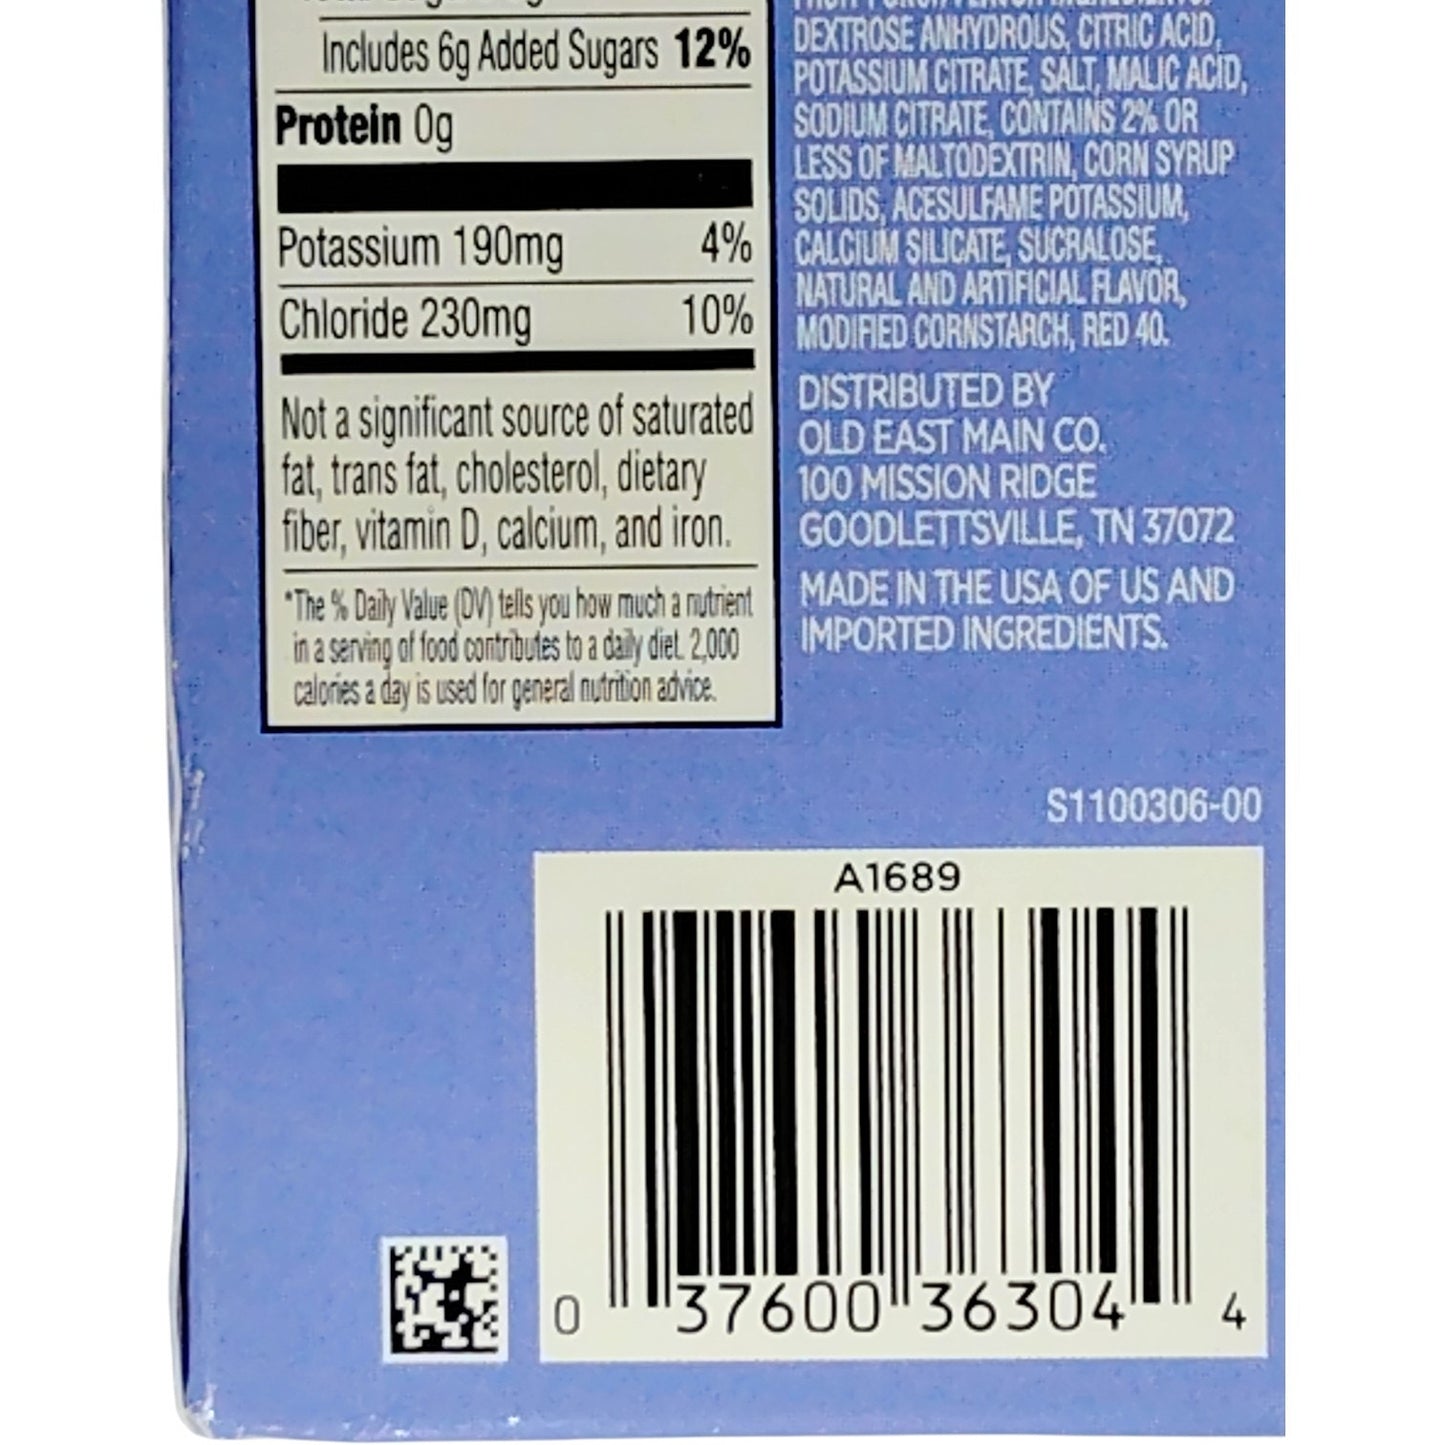 Includes 6g Added Sugars 12%
Protein 0g
Potassium 190mg 4%
Chloride 230mg 10%
Not a significant source of saturated
fat, trans fat, cholesterol, dietary
fiber, vitamin D, calcium, and iron.
*The % Daily Value (DV) tells you how much a nutrient
in a serving of food contributes to a daily diet. 2,000
calories a day is used for general nutrition advice.
DEXTROSE ANHYDROUS, CITRIC ACID,
POTASSIUM CITRATE, SALT, MALIC ACID,
SODIUM CITRATE, CONTAINS 2% OR
LESS OF MALTODEXTRIN, CORN SYRUP
SOLIDS, ACESULFAME POTASSIUM,
CALCIUM SILICATE, SUCRALOSE,
NATURAL AND ARTIFICIAL FLAVOR,
MODIFIED CORNSTARCH, RED 40.
DISTRIBUTED BY
OLD EAST MAIN CO.
100 MISSION RIDGE
GOODLETTSVILLE, TN 37072
MADE IN THE USA OF US AND
IMPORTED INGREDIENTS.
S1100306-00
A1689
0 37600 36304 4